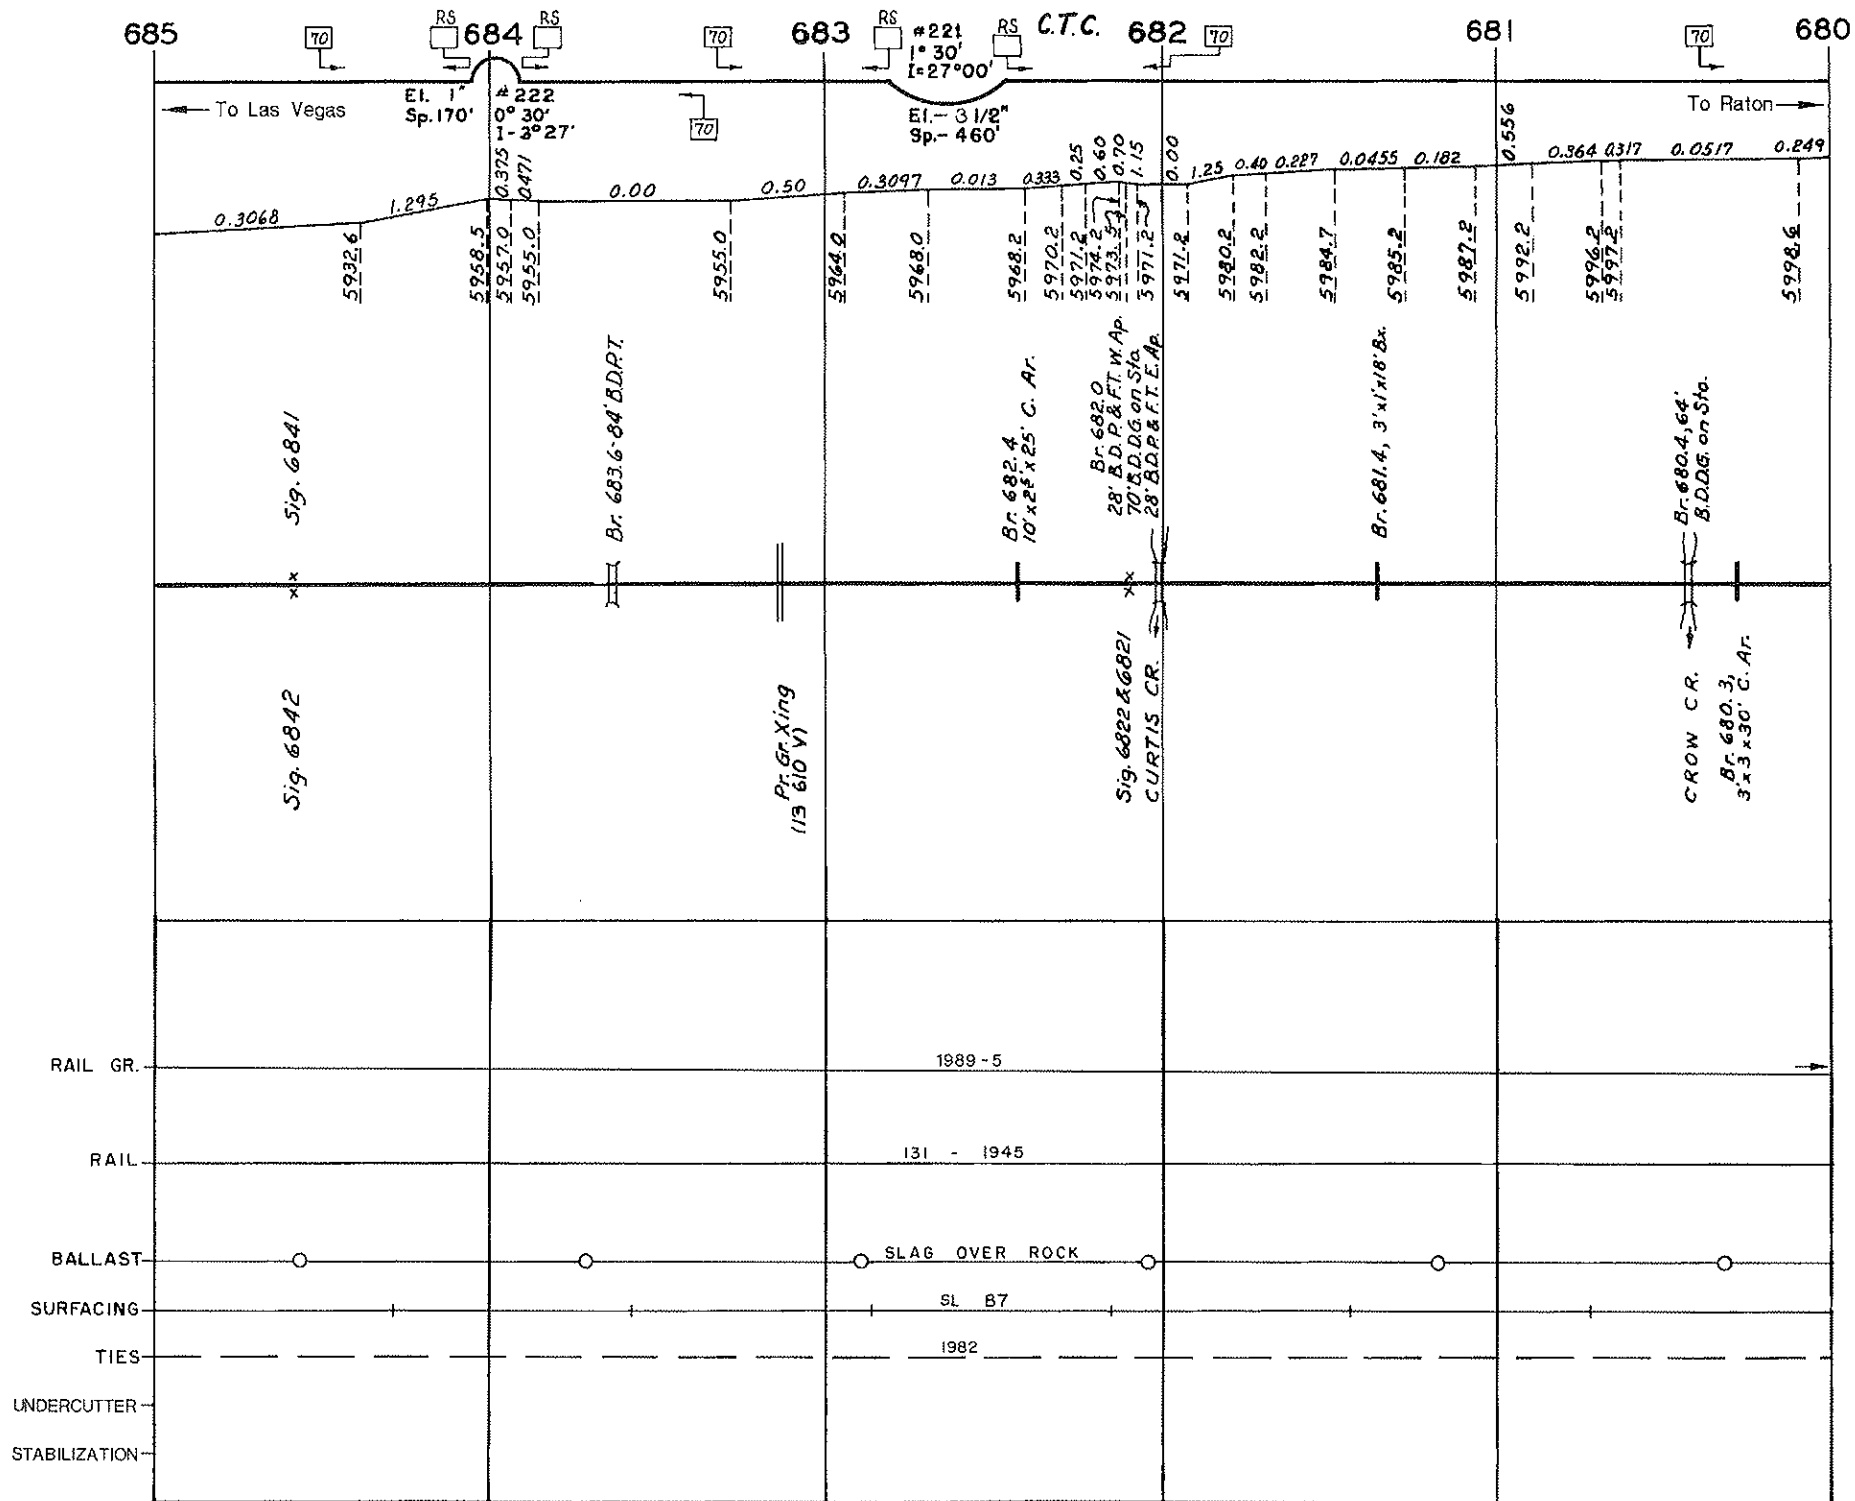 685
70
RS
684
RS
70
683
RS
#221
1° 30'
I=27°00'
RS
C.T.C.
682
70
681
70
680
To Las Vegas
El. 1"
Sp. 170'
#222
0° 30'
I-3°27'
70
El.- 3 1/2"
Sp.- 460'
To Raton
0.3068
1.295
0.375
0.471
0.00
0.50
0.3097
0.013
0.333
0.25
0.60
0.70
1.15
0.00
1.25
0.40
0.227
0.0455
0.182
0.556
0.364
0.317
0.0517
0.249
5932.6
5958.5
5957.0
5955.0
5955.0
5964.0
5968.0
5968.2
5970.2
5971.2
5974.2
5973.5
5971.2
5971.2
5980.2
5982.2
5984.7
5985.2
5987.2
5992.2
5996.2
5997.2
5998.6
Sig. 6841
Br. 683.6-84' B.D.P.T.
Br. 682.4
C. Ar.
Br. 682.0
28' B.D.P. & F.T. W. Ap.
70' B.D.D.G. on Sto.
28' B.D.P. & F.T. E. Ap.
Br. 681.4, 3'x1'x18' Bx.
Br. 680.4, 64'
B.D.D.G. on Sto.
Sig. 6842
Pr. Gr. Xing
(13 610 V)
Sig. 6822 & 6821
CURTIS CR.
CROW CR.
Br. 680.3,
3'x3x30' C. Ar.
RAIL GR.
1989-5
RAIL
131 - 1945
BALLAST
SLAG OVER ROCK
SURFACING
SL 87
TIES
1982
UNDERCUTTER
STABILIZATION